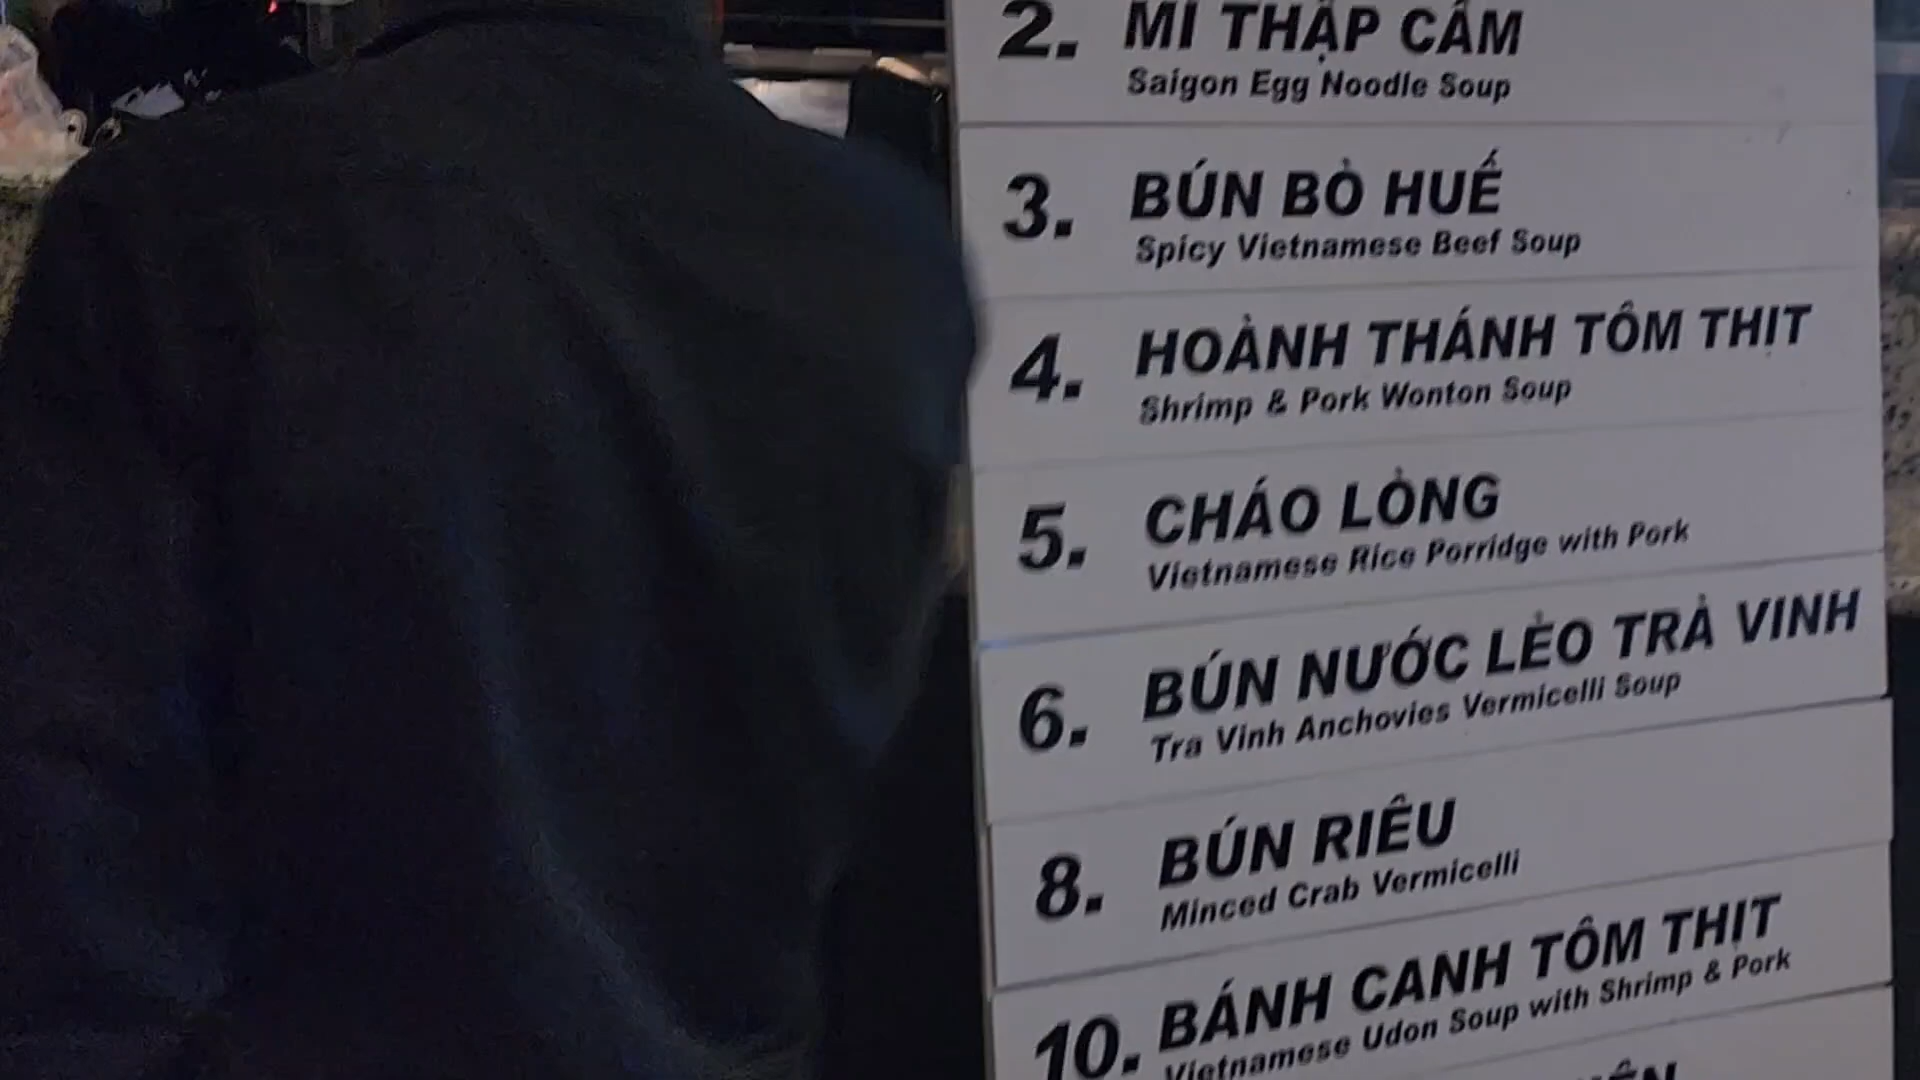 2. MÌ THẬP CẨM
Saigon Egg Noodle Soup
3. BÚN BÒ HUẾ
Spicy Vietnamese Beef Soup
4. HOÀNH THÁNH TÔM THỊT
Shrimp & Pork Wonton Soup
5. CHÁO LÒNG
Vietnamese Rice Porridge with Pork
6. BÚN NƯỚC LÈO TRÀ VINH
Tra Vinh Anchovies Vermicelli Soup
8. BÚN RIÊU
Minced Crab Vermicelli
10. BÁNH CANH TÔM THỊT
Vietnamese Udon Soup with Shrimp & Pork